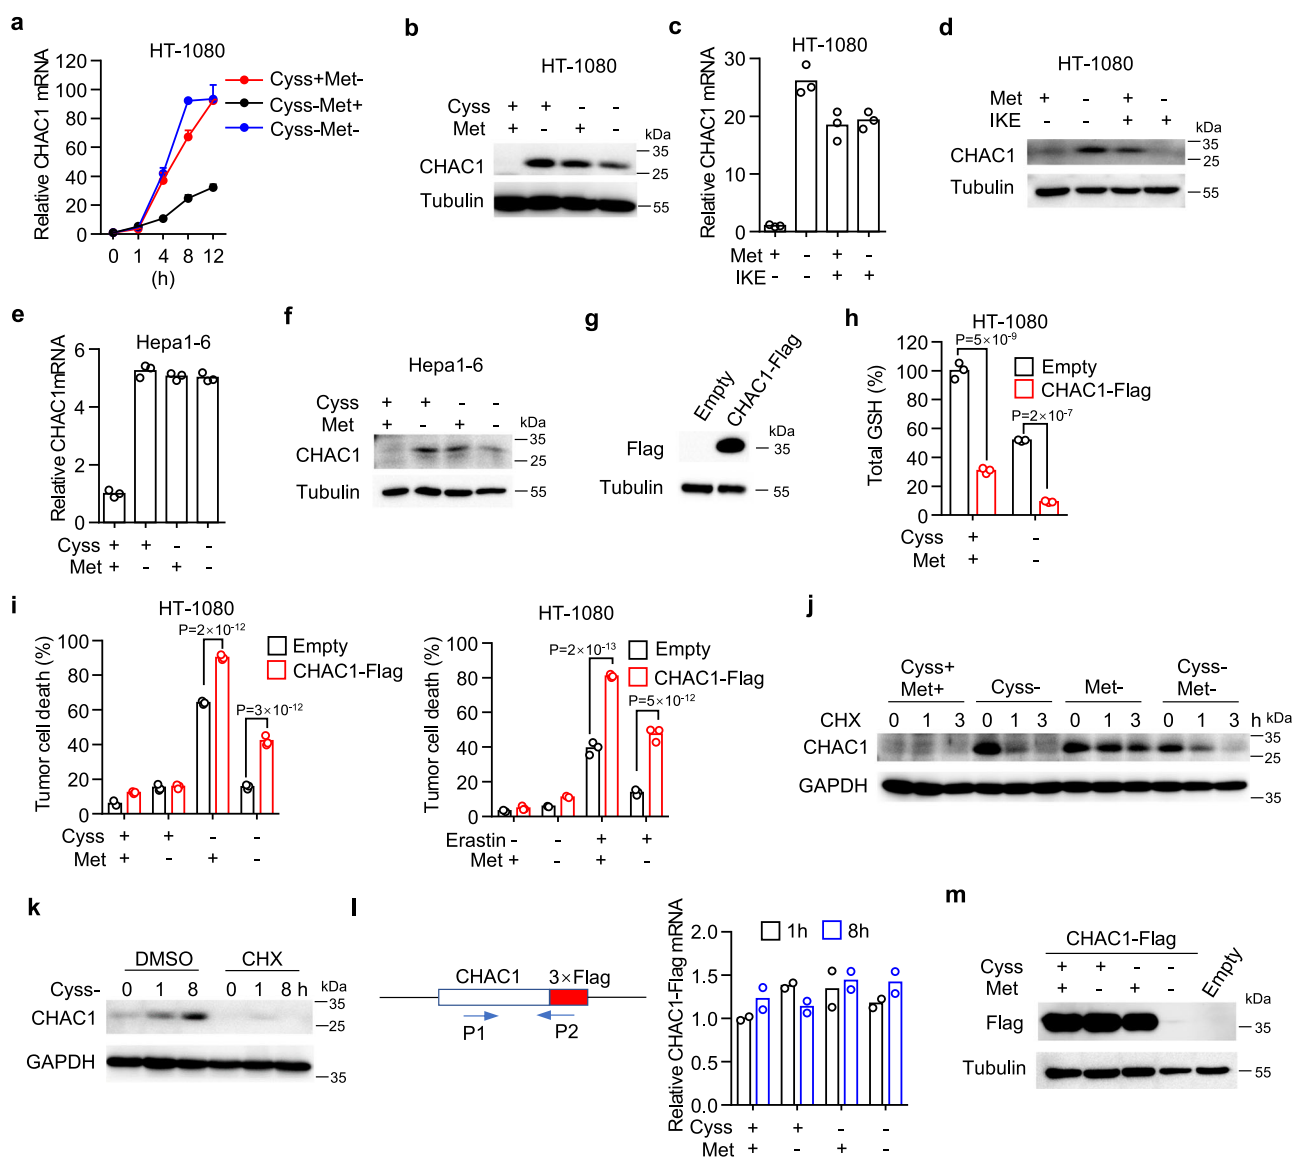 a
HT-1080
Relative CHAC1 mRNA
120
100
80
60
40
20
0
0 1 4 8 12
(h)
Cyss+Met-
Cyss-Met+
Cyss-Met-
b
HT-1080
Cyss + + - -
Met + - + -
kDa
CHAC1
35
25
Tubulin
55
c
HT-1080
Relative CHAC1 mRNA
30
20
10
0
Met + - + -
IKE - - + +
d
HT-1080
Met + - + -
IKE - - + +
kDa
CHAC1
35
25
Tubulin
55
e
Hepa1-6
Relative CHAC1mRNA
6
4
2
0
Cyss + + - -
Met + - + -
f
Hepa1-6
Cyss + + - -
Met + - + -
kDa
CHAC1
35
25
Tubulin
55
g
Empty
CHAC1-Flag
kDa
Flag
35
Tubulin
55
h
HT-1080
Total GSH (%)
120
100
80
60
40
20
0
P=5×10-9
P=2×10-7
Empty
CHAC1-Flag
Cyss + -
Met + -
i
HT-1080
Tumor cell death (%)
100
80
60
40
20
0
P=2×10-12
P=3×10-12
Empty
CHAC1-Flag
Cyss + + - -
Met + - + -
HT-1080
Tumor cell death (%)
100
80
60
40
20
0
P=2×10-13
P=5×10-12
Empty
CHAC1-Flag
Erastin - - + +
Met + - + -
j
Cyss+
Met+
Cyss-
Met-
Cyss-
Met-
CHX 0 1 3 0 1 3 0 1 3 0 1 3 h kDa
CHAC1
35
25
GAPDH
35
k
DMSO CHX
Cyss- 0 1 8 0 1 8 h
kDa
CHAC1
35
25
GAPDH
35
l
CHAC1 3×Flag
P1 P2
Relative CHAC1-Flag mRNA
2.0
1.5
1.0
0.5
0.0
1h 8h
Cyss + + - -
Met + - + -
m
CHAC1-Flag
Empty
Cyss + + - -
Met + - + -
kDa
Flag
35
Tubulin
55